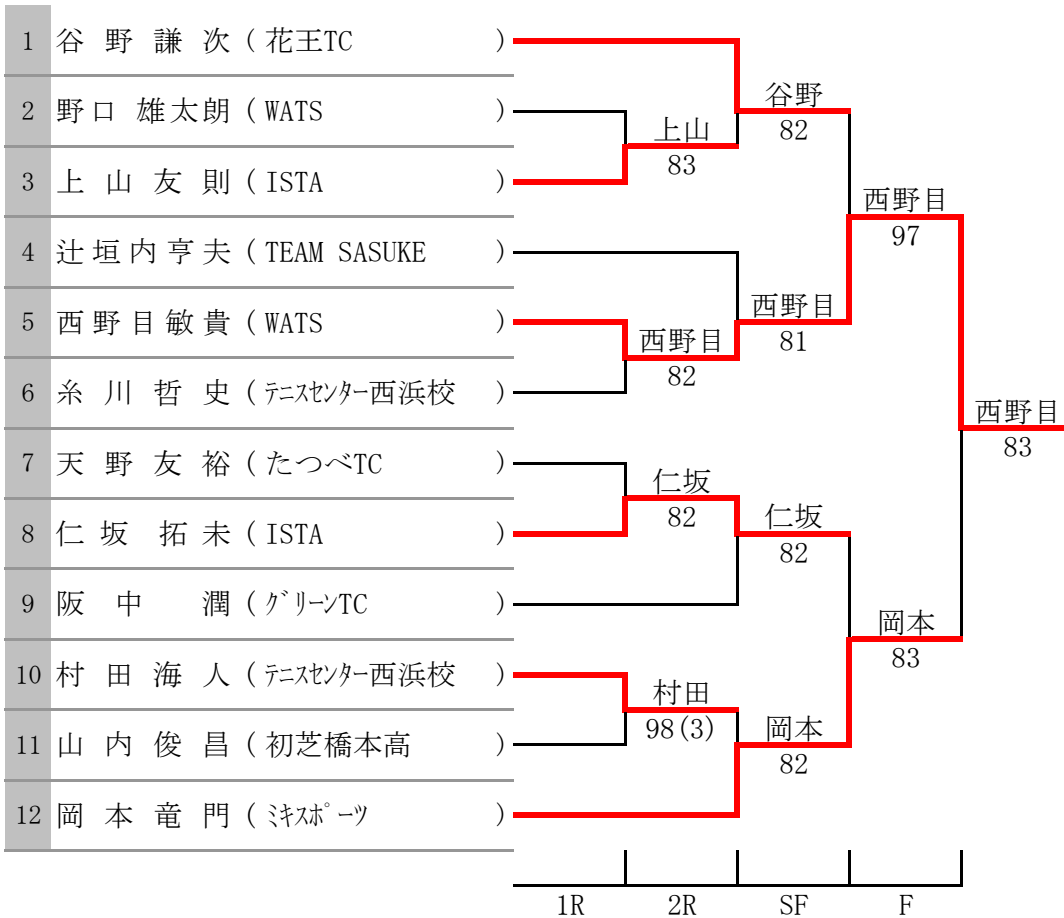 1 谷野謙次 ( 花王TC )
2 野口 雄太朗 ( WATS )
3 上山友則 ( ISTA )
4 辻垣内亨夫 ( TEAM SASUKE )
5 西野目敏貴 ( WATS )
6 糸川哲史 ( テニスセンター西浜校 )
7 天野友裕 ( たつべTC )
8 仁坂 拓未 ( ISTA )
9 阪中 潤 ( グリーンTC )
10 村田海人 ( テニスセンター西浜校 )
11 山内俊昌 ( 初芝橋本高 )
12 岡本竜門 ( ミキスポーツ )
上山
83
西野目
82
仁坂
82
村田
98(3)
谷野
82
西野目
81
仁坂
82
岡本
82
西野目
97
岡本
83
西野目
83
1R 2R SF F